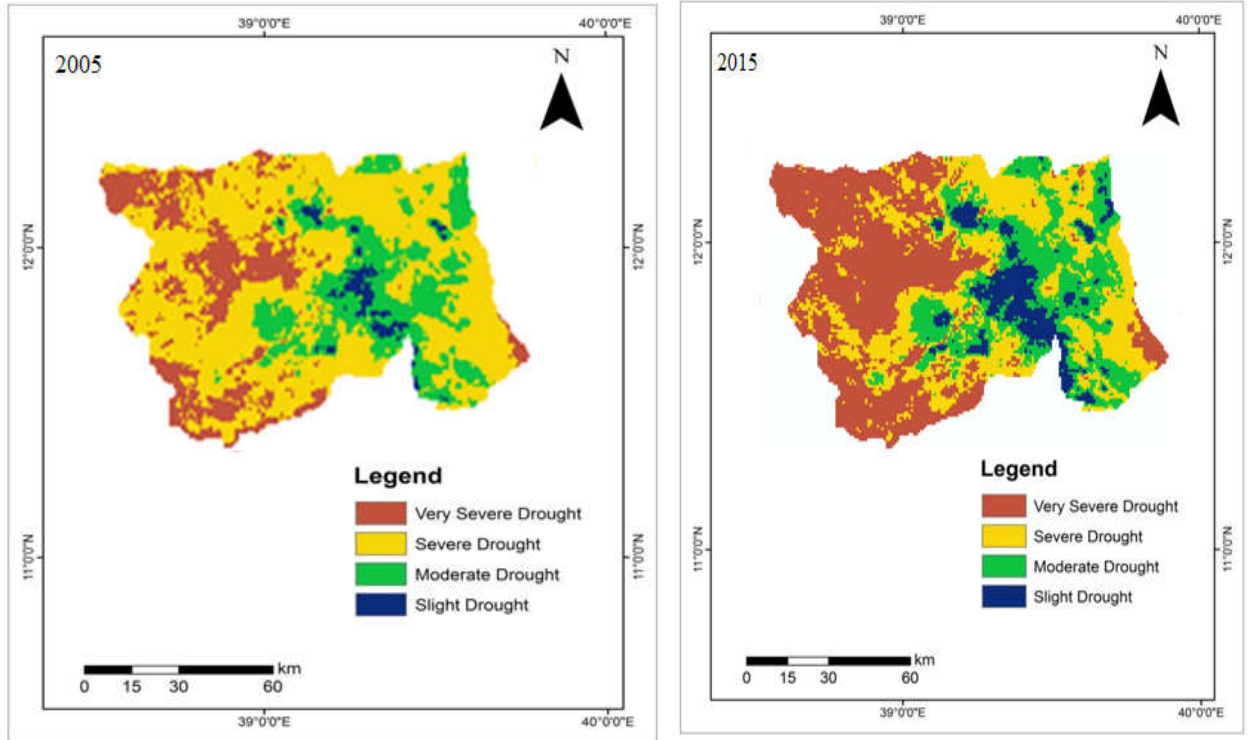 39°0'0"E
40°0'0"E
2005
N
12°0'0"N
12°0'0"N
Legend
Very Severe Drought
Severe Drought
Moderate Drought
Slight Drought
11°0'0"N
11°0'0"N
km
0 15 30 60
39°0'0"E
40°0'0"E
39°0'0"E
40°0'0"E
2015
N
12°0'0"N
12°0'0"N
Legend
Very Severe Drought
Severe Drought
Moderate Drought
Slight Drought
11°0'0"N
11°0'0"N
km
0 15 30 60
39°0'0"E
40°0'0"E